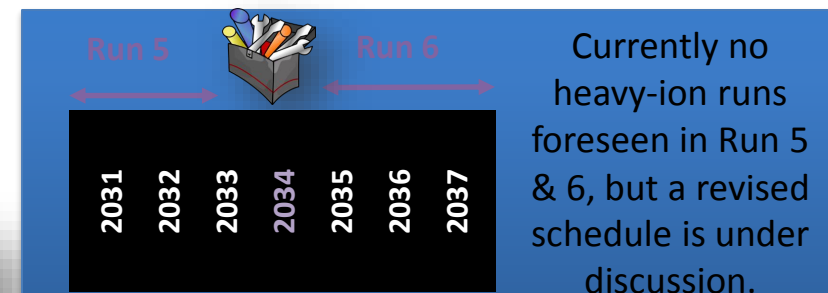 Run 5
Run 6
2031
2032
2033
2034
2035
2036
2037
Currently no
heavy-ion runs
foreseen in Run 5
& 6, but a revised
schedule is under
discussion.